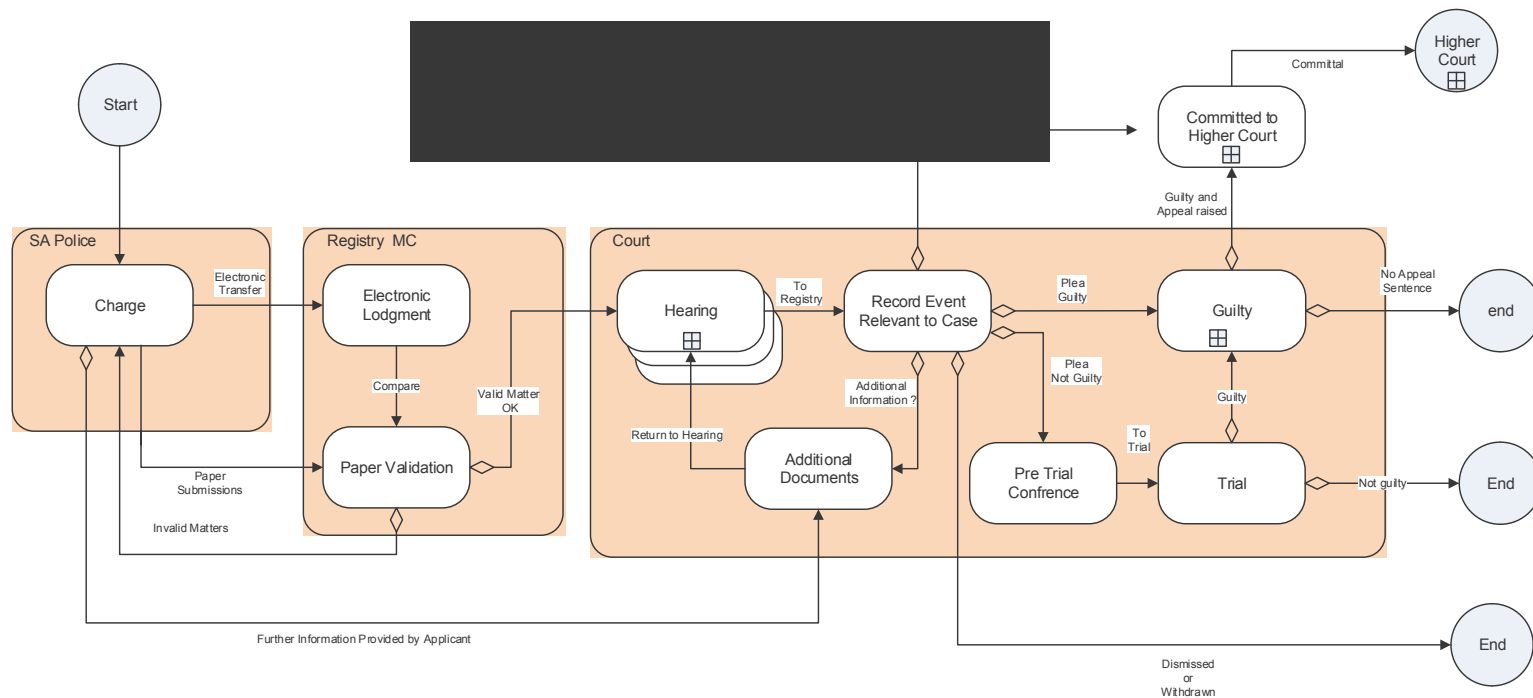 Higher
Court
Committal
Start
Committed to
Higher Court
Guilty and
Appeal raised
SA Police
Registry MC
Court
Charge
Electronic
Transfer
Electronic
Lodgment
Hearing
To
Registry
Record Event
Relevant to Case
Plea
Guilty
Guilty
No Appeal
Sentence
end
Compare
Valid Matter
OK
Additional
Information ?
Plea
Not Guilty
Guilty
Return to Hearing
Paper Validation
Additional
Documents
Pre Trial
Confrence
To
Trial
Trial
Not guilty
End
Paper
Submissions
Invalid Matters
Further Information Provided by Applicant
End
Dismissed
or
Withdrawn